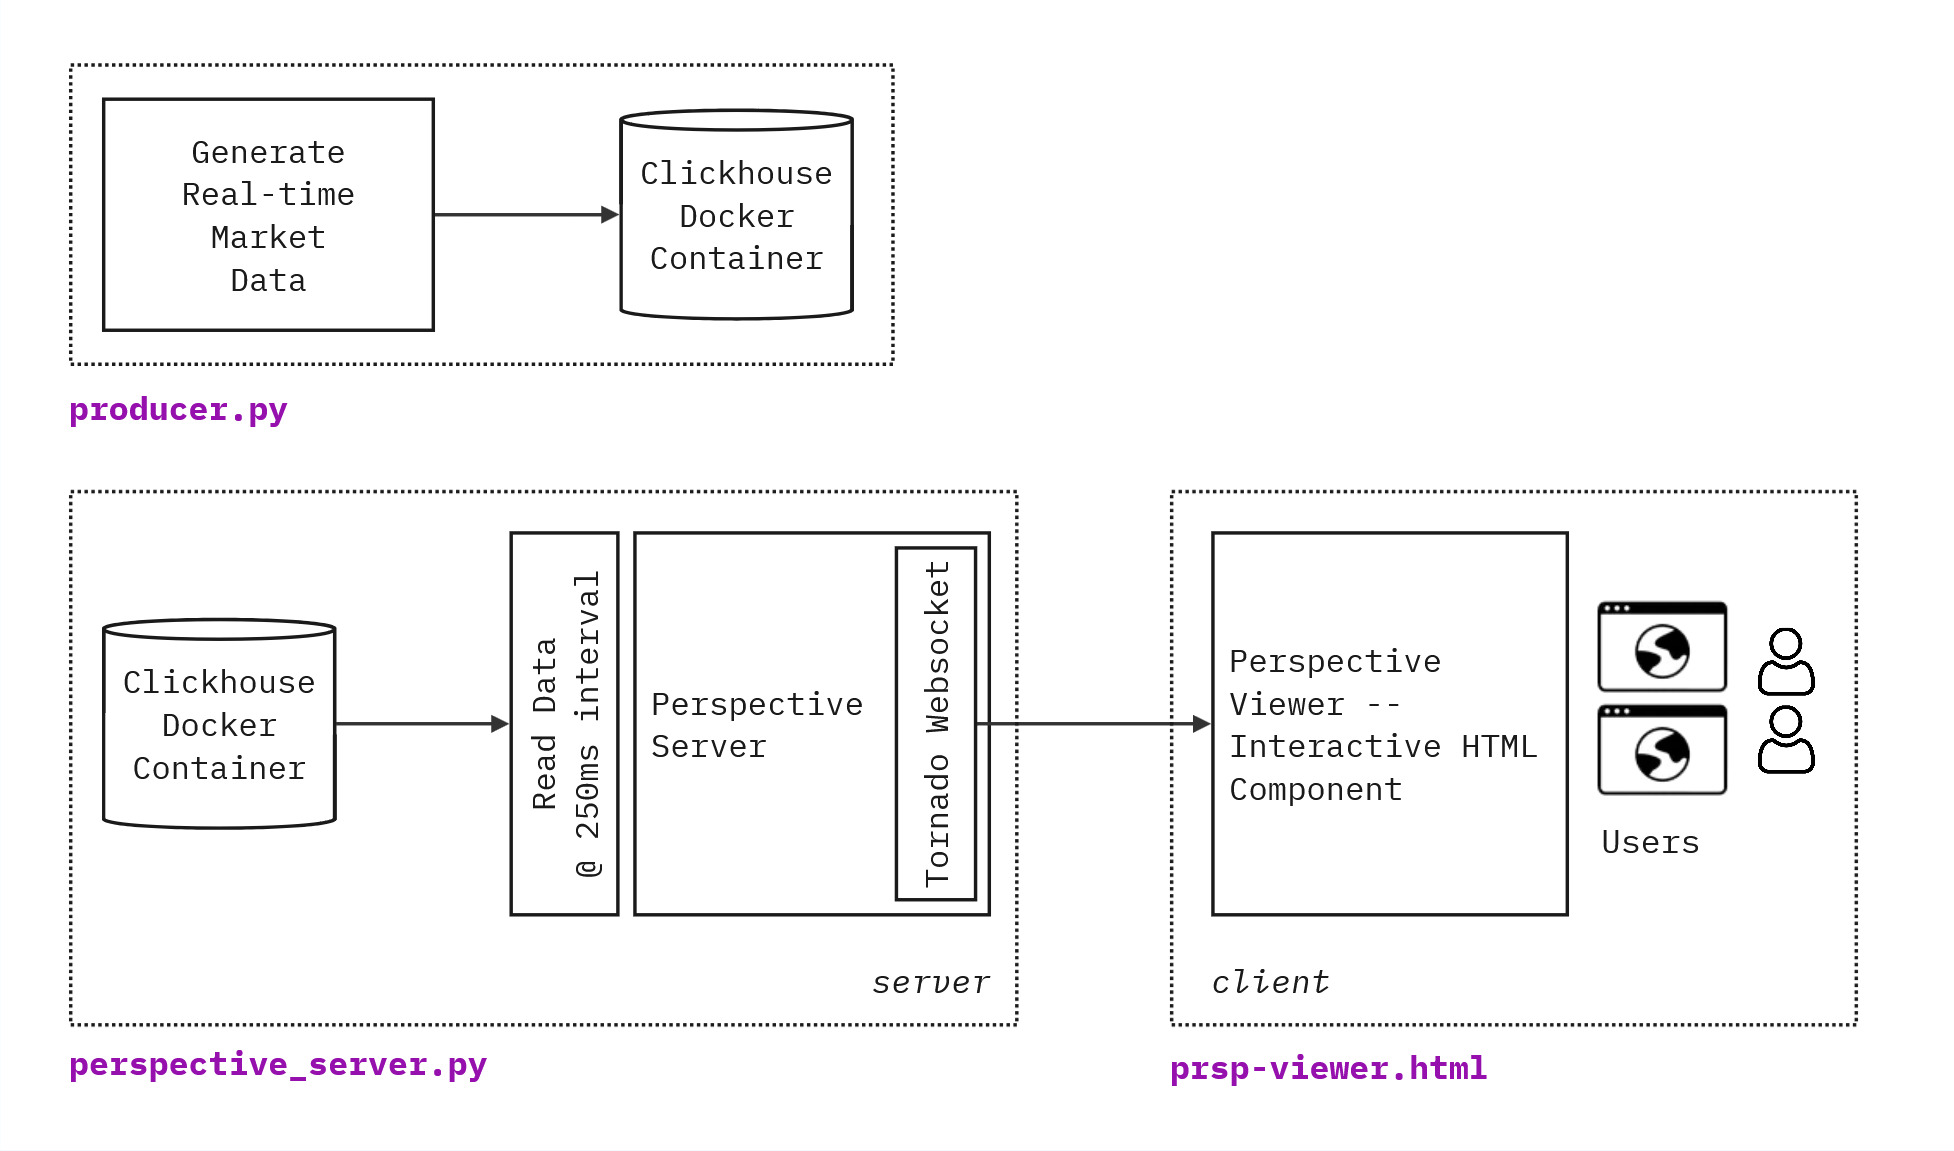 Generate
Real-time
Market
Data
Clickhouse
Docker
Container
producer.py
Clickhouse
Docker
Container
Read Data
@ 250ms interval
Perspective
Server
Tornado Websocket
server
perspective_server.py
Perspective
Viewer --
Interactive HTML
Component
Users
client
prsp-viewer.html